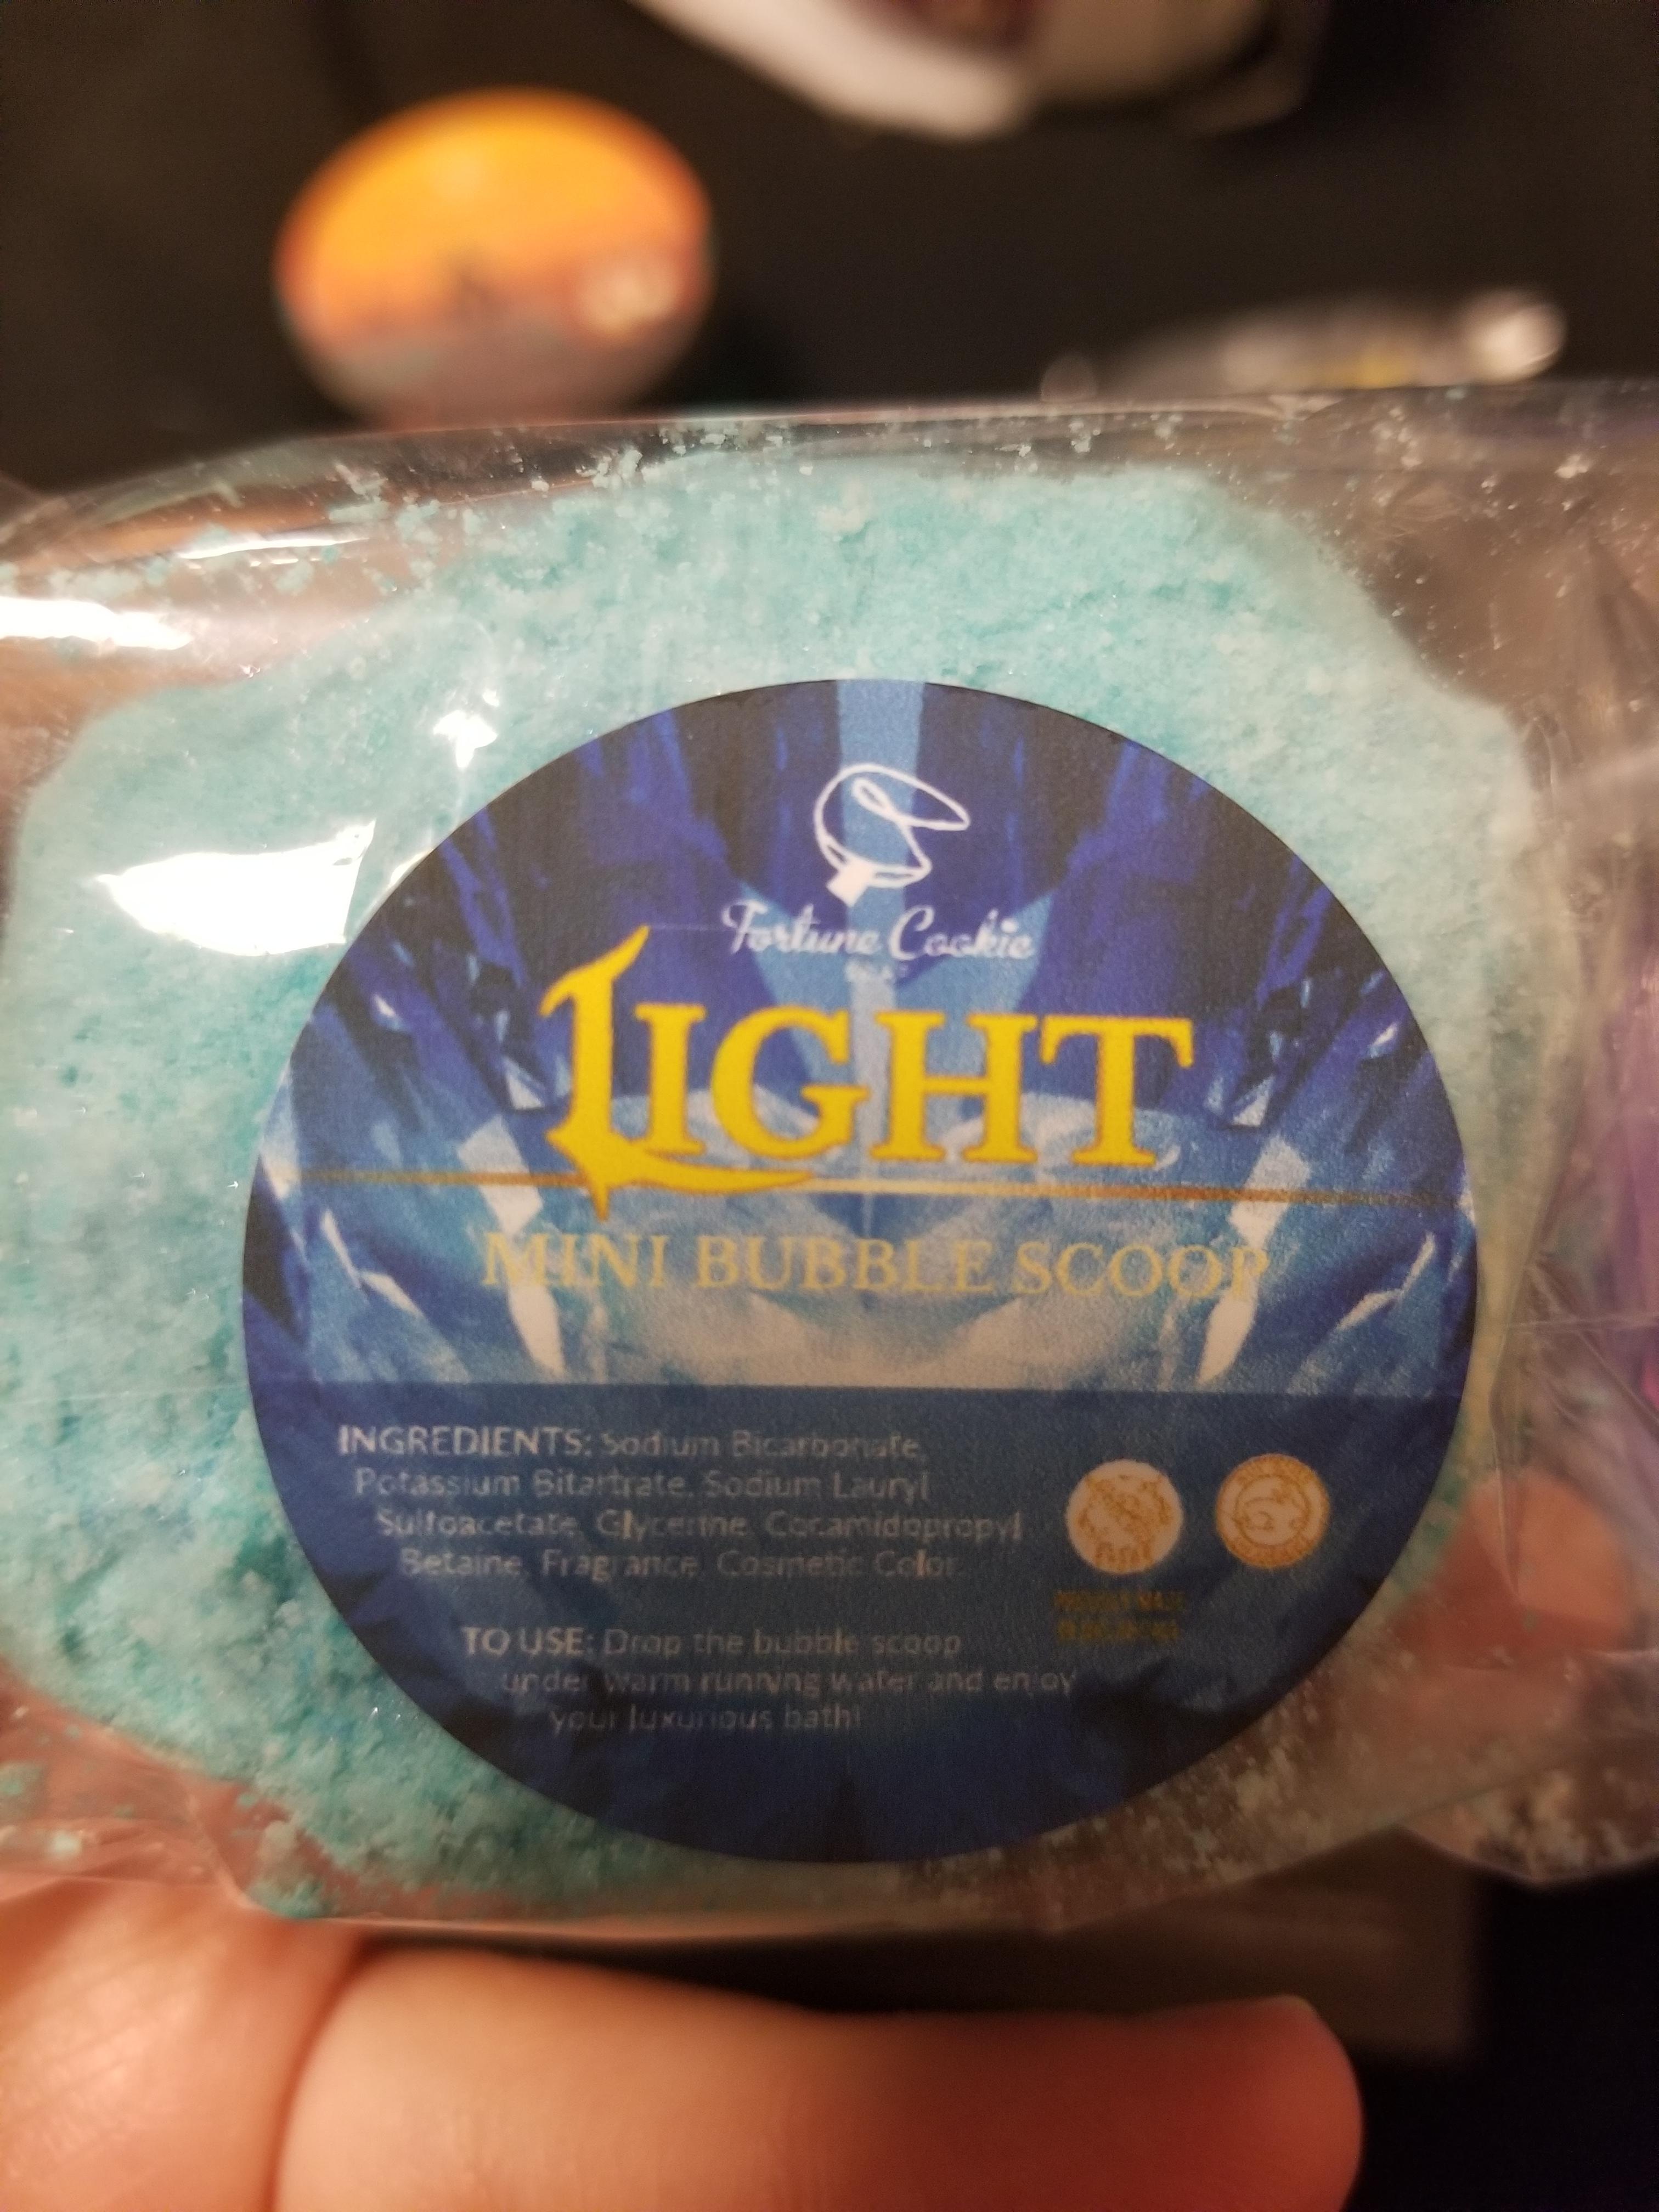 Fortune Cookie
LIGHT
MINI BUBBLE SCOOP
INGREDIENTS: Sodium Bicarbonate,
Potassium Bitartrate, Sodium Lauryl
Sulfoacetate, Glycerine, Cocamidopropyl
Betaine, Fragrance, Cosmetic Color
TO USE: Drop the bubble scoop
under warm running water and enjoy
your luxurious bath!